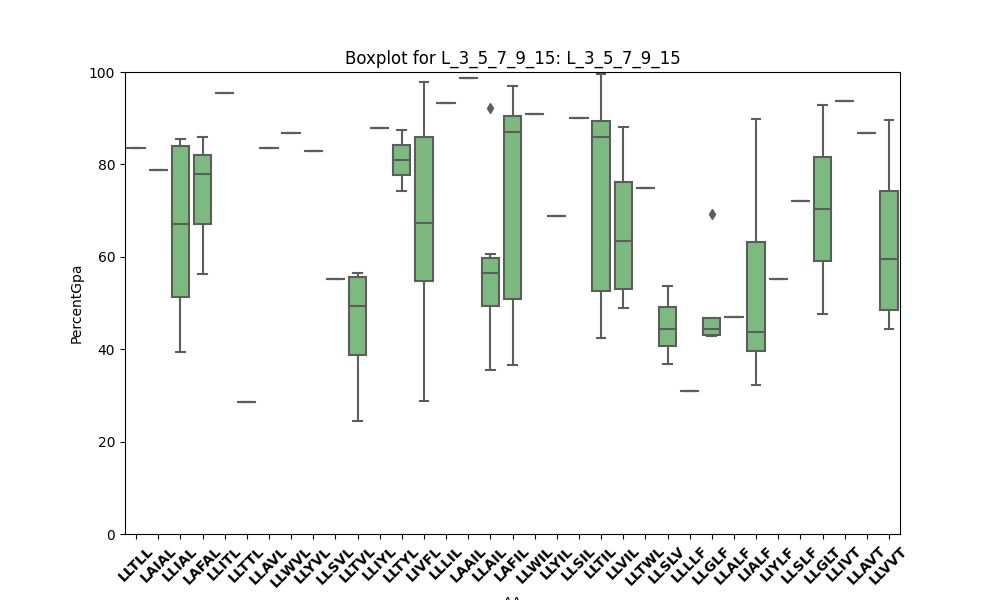 Boxplot for L_3_5_7_9_15: L_3_5_7_9_15
100
80
60
40
20
0
PercentGpa
LLTLL LAIAL LLIAL LAFAL LLITL LLTTL LLAVL LLWVL LLYVL LLSVL LLTVL LLIYL LLTYL LIVFL LLLIL LAAIL LLAIL LAFIL LLWIL LLYIL LLSIL LLTIL LLVIL LLTWL LLSLV LLLLF LLGLF LLALF LIALF LIYLF LLSLF LLGLT LLIVT LLAVT LLVVT